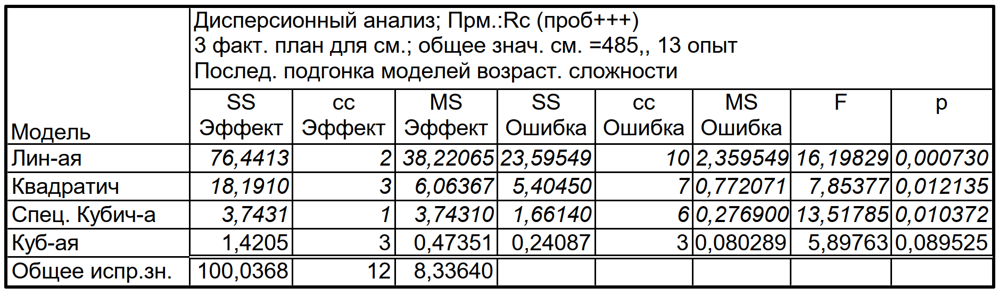 Дисперсионный анализ; Прм.:Rc (проб+++)
3 факт. план для см.; общее знач. см. =485,, 13 опыт
Послед. подгонка моделей возраст. сложности
Модель SS Эффект сс Эффект MS Эффект SS Ошибка сс Ошибка MS Ошибка F p
Лин-ая 76,4413 2 38,22065 23,59549 10 2,359549 16,19829 0,000730
Квадратич 18,1910 3 6,06367 5,40450 7 0,772071 7,85377 0,012135
Спец. Кубич-а 3,7431 1 3,74310 1,66140 6 0,276900 13,51785 0,010372
Куб-ая 1,4205 3 0,47351 0,24087 3 0,080289 5,89763 0,089525
Общее испр.зн. 100,0368 12 8,33640